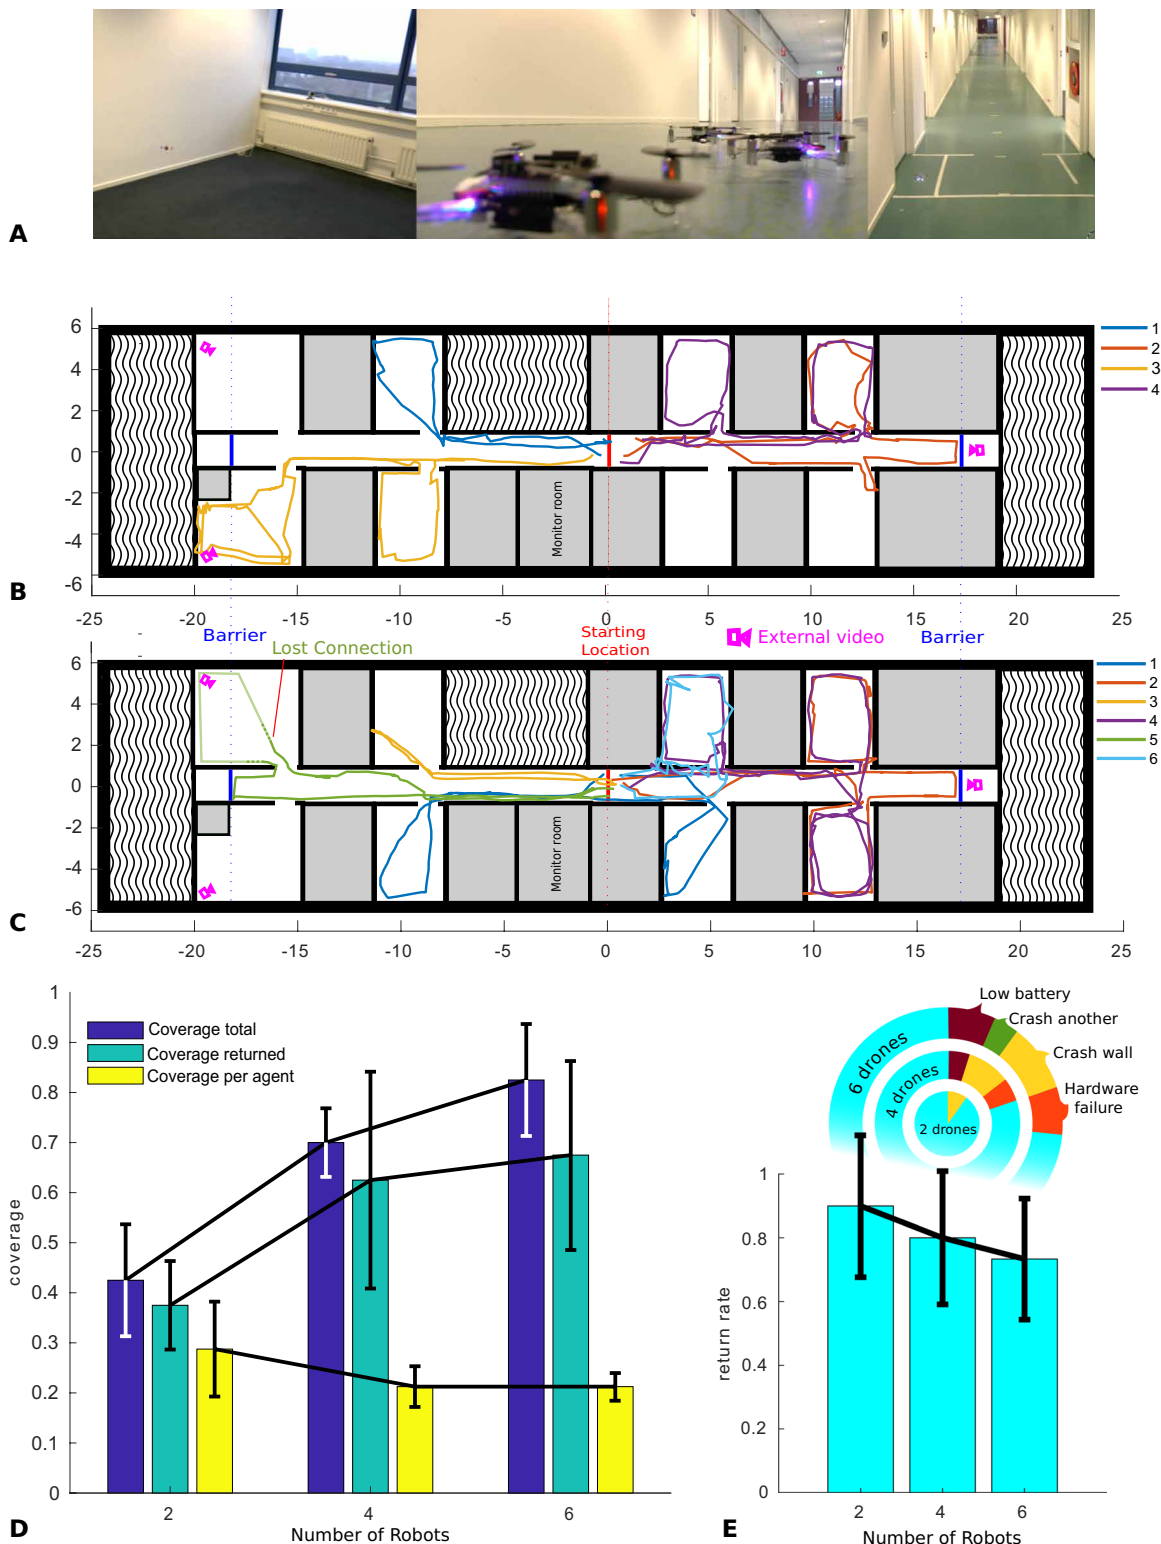 A
6
4
2
0
-2
-4
-6
1
2
3
4
Monitor room
B
-25
-20
-15
-10
-5
0
5
10
15
20
25
Barrier
Lost Connection
Starting
Location
External video
Barrier
6
4
2
0
-2
-4
-6
1
2
3
4
5
6
Monitor room
C
-25
-20
-15
-10
-5
0
5
10
15
20
25
1
0.9
0.8
0.7
0.6
0.5
0.4
0.3
0.2
0.1
0
coverage
Coverage total
Coverage returned
Coverage per agent
2
4
6
Number of Robots
D
Low battery
Crash another
Crash wall
Hardware
failure
6 drones
4 drones
2 drones
1
0.8
0.6
0.4
0.2
0
return rate
2
4
6
Number of Robots
E